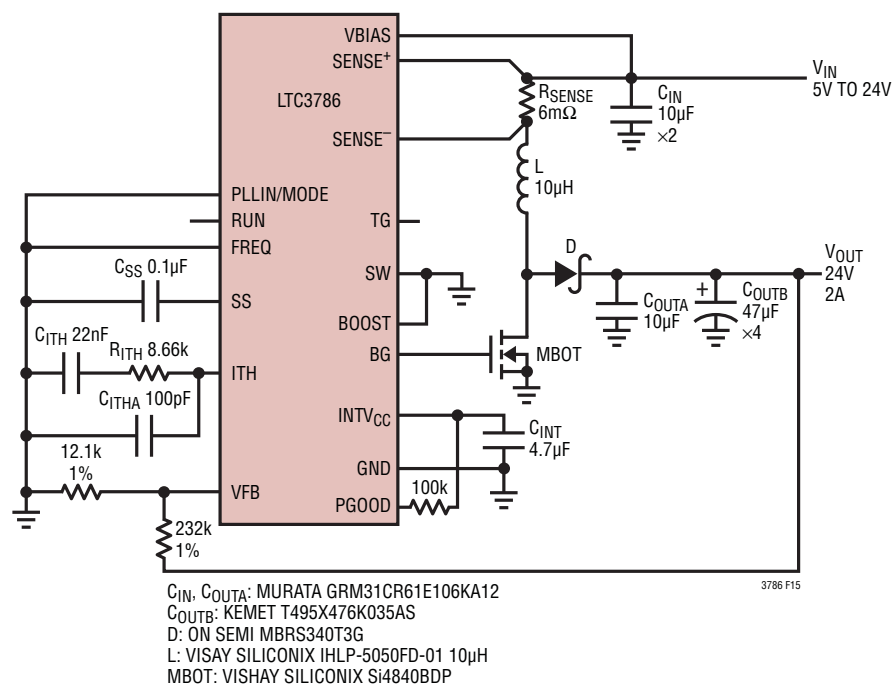 VBIAS
SENSE+
LTC3786
SENSE−
PLLIN/MODE
RUN
FREQ
TG
SW
SS
BOOST
BG
ITH
INTVCC
GND
VFB
PGOOD
RSENSE
6mΩ
CIN
10µF
×2
VIN
5V TO 24V
L
10µH
D
VOUT
24V
2A
COUTA
10µF
+
COUTB
47µF
×4
MBOT
CINT
4.7µF
100k
CSS 0.1µF
CITH 22nF
RITH 8.66k
CITHA 100pF
12.1k
1%
232k
1%
3786 F15
CIN, COUTA: MURATA GRM31CR61E106KA12
COUTB: KEMET T495X476K035AS
D: ON SEMI MBRS340T3G
L: VISAY SILICONIX IHLP-5050FD-01 10µH
MBOT: VISHAY SILICONIX Si4840BDP